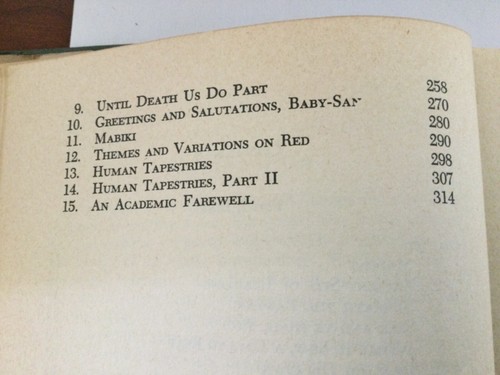 9. Until Death Us Do Part 258
10. Greetings and Salutations, Baby-San 270
11. Mabiki 280
12. Themes and Variations on Red 290
13. Human Tapestries 298
14. Human Tapestries, Part II 307
15. An Academic Farewell 314